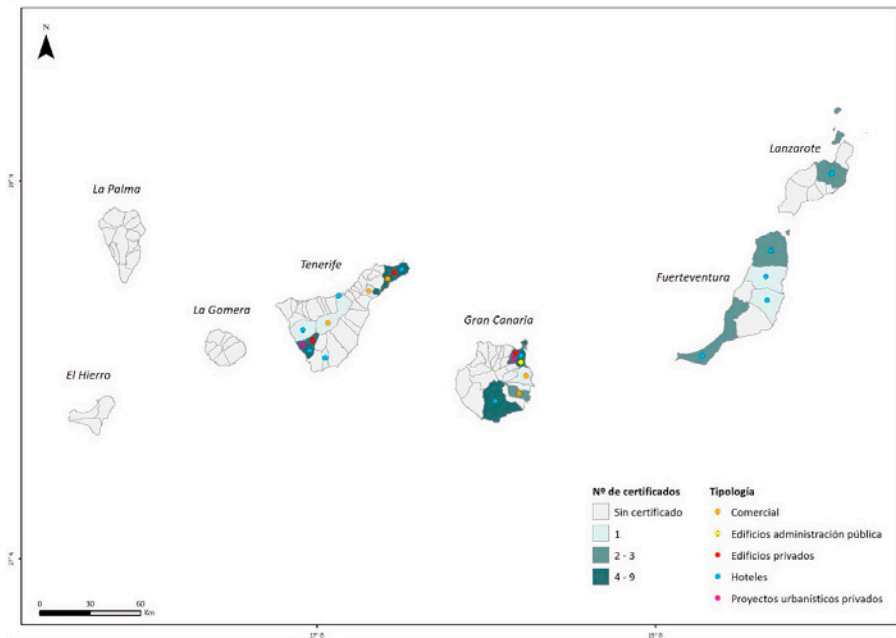 N
Lanzarote
La Palma
Tenerife
Fuerteventura
La Gomera
Gran Canaria
El Hierro
Nº de certificados
Sin certificado
1
2 - 3
4 - 9
Tipología
Comercial
Edificios administración pública
Edificios privados
Hoteles
Proyectos urbanísticos privados
0 30 60
Km